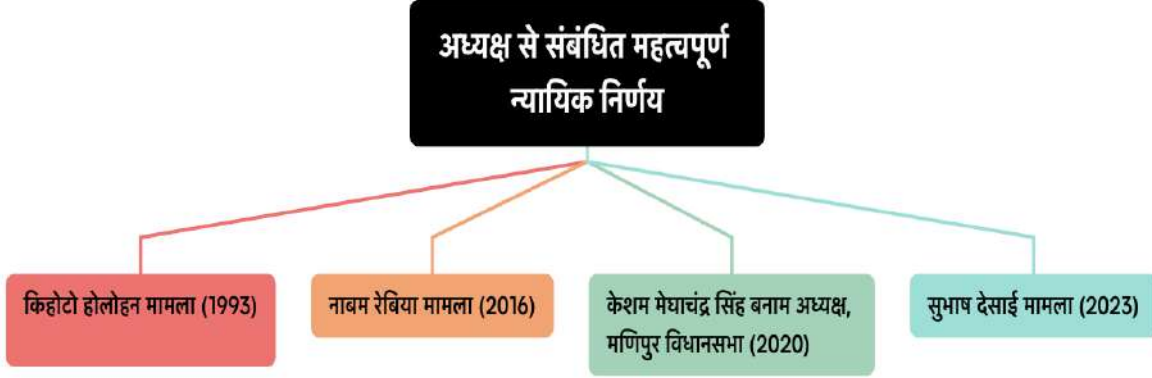 अध्यक्ष से संबंधित महत्वपूर्ण
न्यायिक निर्णय
किहोटो होलोहन मामला (1993)
नाबम रेबिया मामला (2016)
केशम मेघाचंद्र सिंह बनाम अध्यक्ष,
मणिपुर विधानसभा (2020)
सुभाष देसाई मामला (2023)